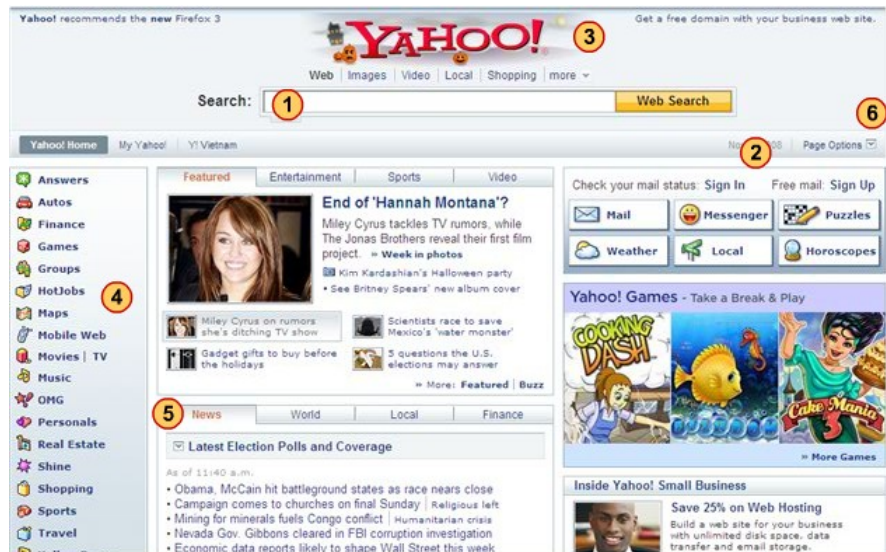 Yahoo! recommends the new Firefox 3
Get a free domain with your business web site.
YAHOO!
3
Web | Images | Video | Local | Shopping | more
Search:
1
Web Search
6
Yahoo! Home My Yahoo! Y! Vietnam
2
08 | Page Options
Answers
Autos
Finance
Games
Groups
HotJobs
4
Maps
Mobile Web
Movies | TV
Music
OMG
Personals
Real Estate
Shine
Shopping
Sports
Travel
Featured | Entertainment | Sports | Video
End of 'Hannah Montana'?
Miley Cyrus tackles TV rumors, while
The Jonas Brothers reveal their first film
project. » Week in photos
Kim Kardashian's Halloween party
• See Britney Spears' new album cover
Miley Cyrus on rumors
she's ditching TV show
Scientists race to save
Mexico's 'water monster'
Gadget gifts to buy before
the holidays
5 questions the U.S.
elections may answer
» More: Featured | Buzz
5
News | World | Local | Finance
Latest Election Polls and Coverage
As of 11:40 a.m.
• Obama, McCain hit battleground states as race nears close
• Campaign comes to churches on final Sunday | Religious left
• Mining for minerals fuels Congo conflict | Humanitarian crisis
• Nevada Gov. Gibbons cleared in FBI corruption investigation
• Economic data reports likely to shape Wall Street this week
Check your mail status: Sign In Free mail: Sign Up
Mail
Messenger
Puzzles
Weather
Local
Horoscopes
Yahoo! Games - Take a Break & Play
COOKING DASH
Cake Mania 3
» More Games
Inside Yahoo! Small Business
Save 25% on Web Hosting
Build a web site for your business
with unlimited disk space, data
transfer and email storage.